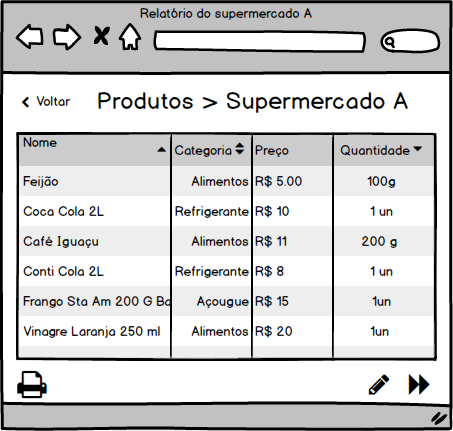 Relatório do supermercado A
Voltar Produtos > Supermercado A
Nome Categoria Preço Quantidade
Feijão Alimentos R$ 5.00 100g
Coca Cola 2L Refrigerante R$ 10 1 un
Café Iguaçu Alimentos R$ 11 200 g
Conti Cola 2L Refrigerante R$ 8 1 un
Frango Sta Am 200 G Ba Açougue R$ 15 1un
Vinagre Laranja 250 ml Alimentos R$ 20 1un